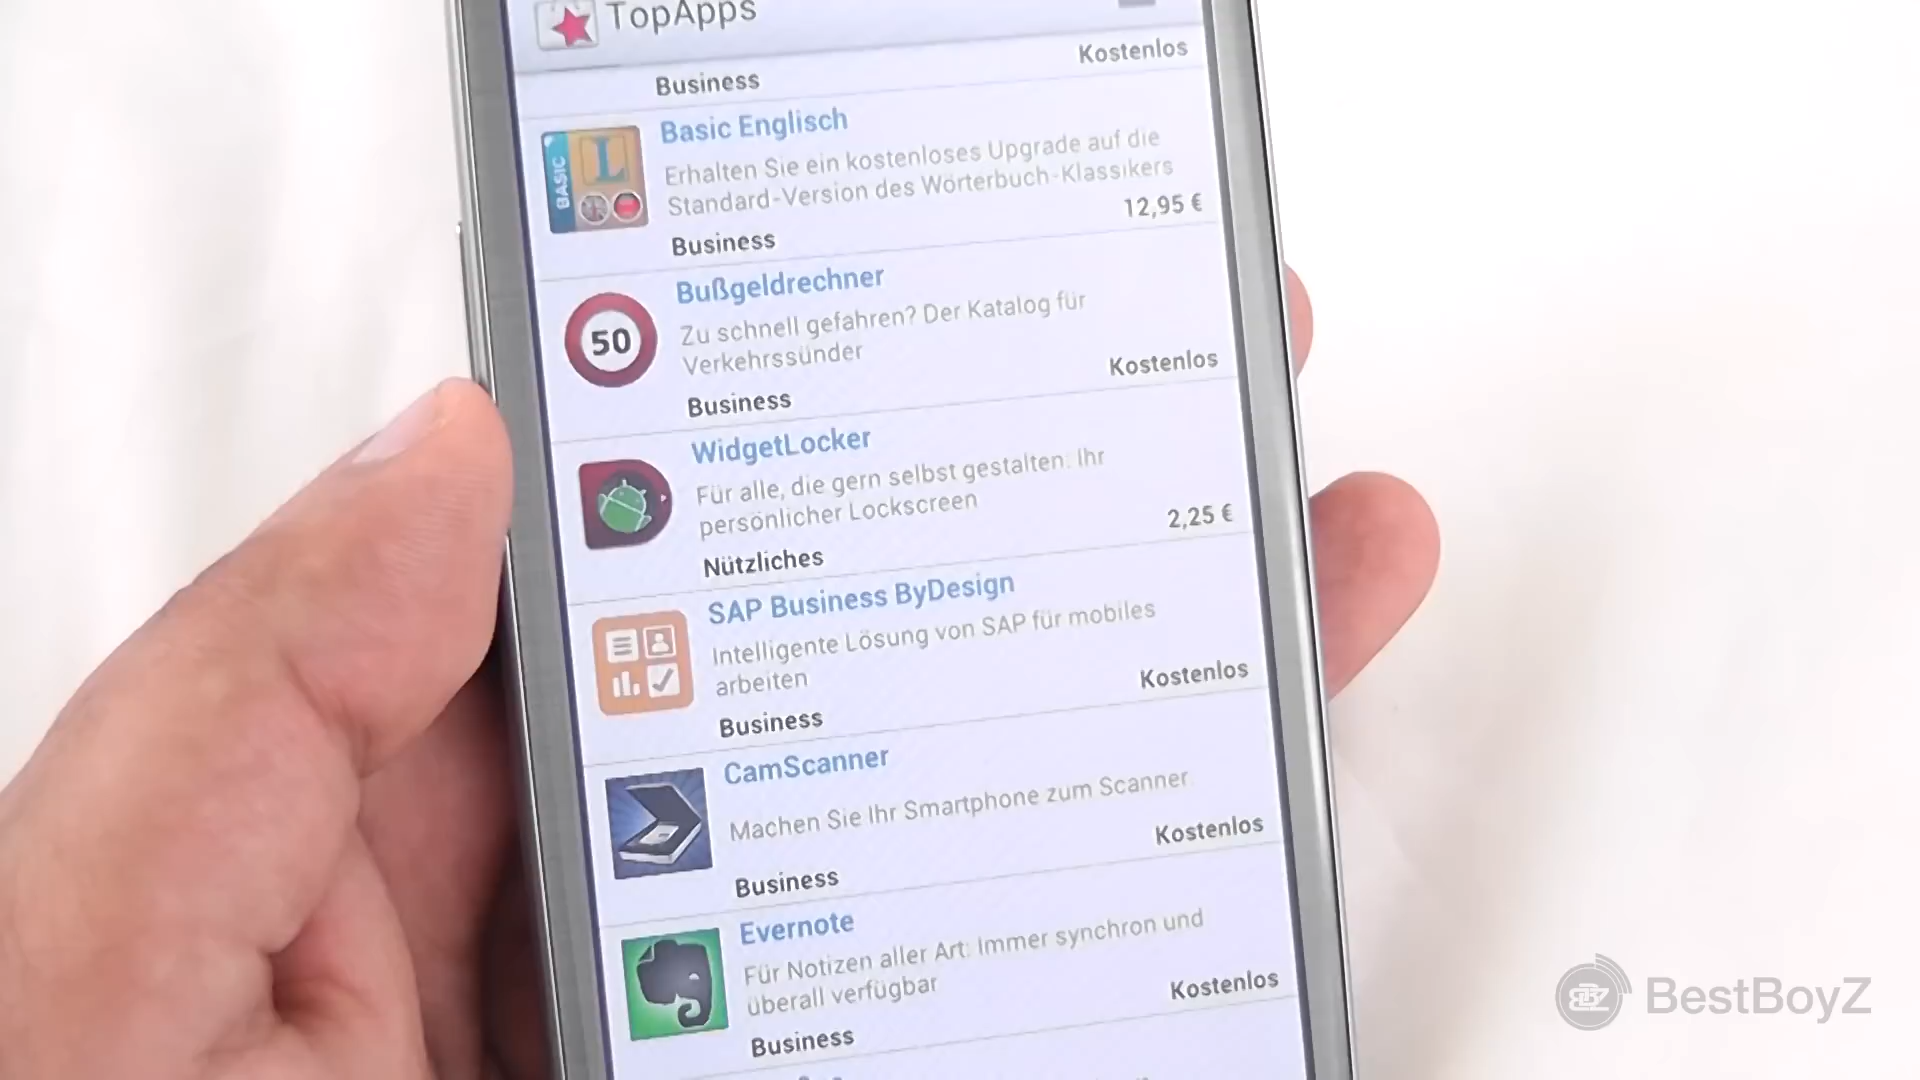 TopApps
Kostenlos
Business
Basic Englisch
BASIC
L
Erhalten Sie ein kostenloses Upgrade auf die
Standard-Version des Wörterbuch-Klassikers
12,95 €
Business
Bußgeldrechner
50
Zu schnell gefahren? Der Katalog für
Verkehrssünder
Kostenlos
Business
WidgetLocker
Für alle, die gern selbst gestalten: Ihr
persönlicher Lockscreen
2,25 €
Nützliches
SAP Business ByDesign
Intelligente Lösung von SAP für mobiles
arbeiten
Kostenlos
Business
CamScanner
Machen Sie Ihr Smartphone zum Scanner
Kostenlos
Business
Evernote
Für Notizen aller Art: Immer synchron und
überall verfügbar
Kostenlos
Business
BestBoyZ